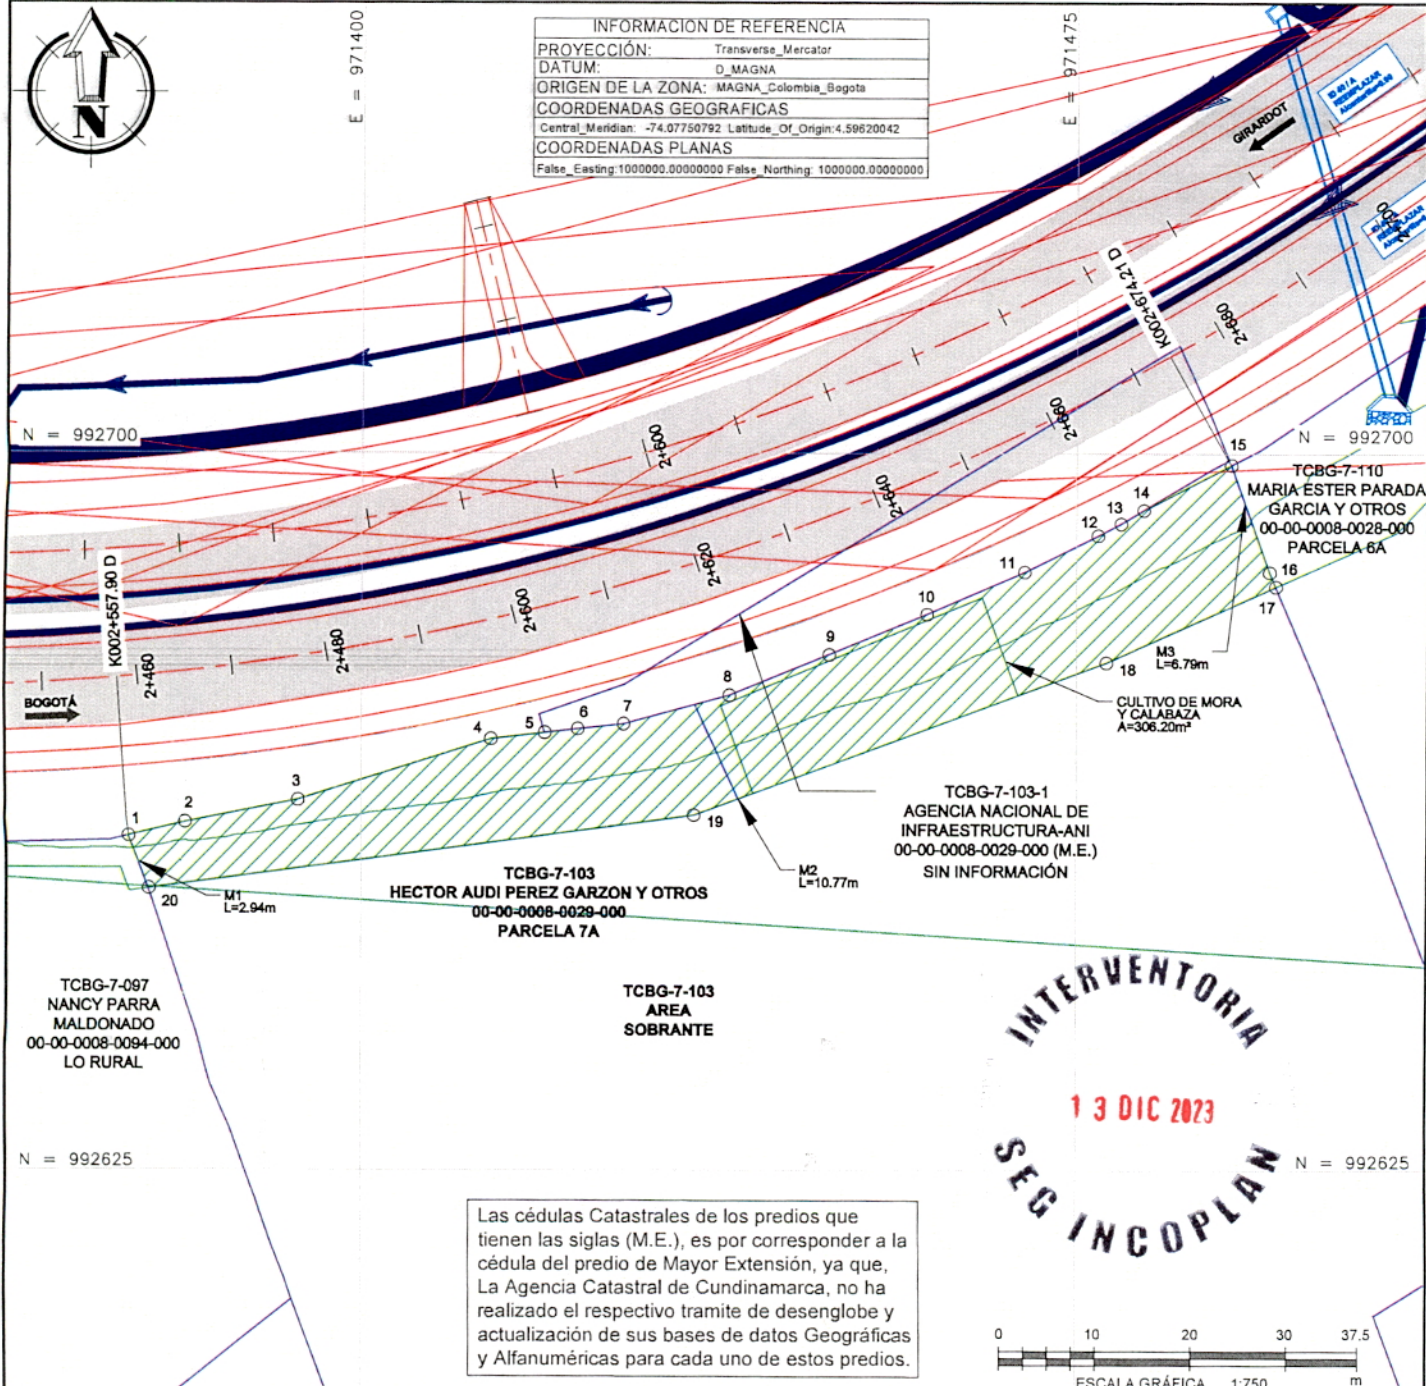 N
E = 971400
E = 971475
INFORMACION DE REFERENCIA
PROYECCIÓN: Transverse_Mercator
DATUM: D_MAGNA
ORIGEN DE LA ZONA: MAGNA_Colombia_Bogota
COORDENADAS GEOGRAFICAS
Central_Meridian: -74.07750792 Latitude_Of_Origin:4.59620042
COORDENADAS PLANAS
False_Easting:1000000.00000000 False_Northing: 1000000.00000000
GIRARDOT
ID 40 I A
REEMPLAZAR
REEMPLAZAR
K002+674.21 D
2+680
2+660
2+640
2+620
2+600
2+600
2+480
2+460
K002+557.90 D
BOGOTÁ
N = 992700
N = 992700
1
2
3
4
5
6
7
8
9
10
11
12
13
14
15
16
17
18
19
20
TCBG-7-110
MARIA ESTER PARADA
GARCIA Y OTROS
00-00-0008-0028-000
PARCELA 6A
M3
L=6.79m
CULTIVO DE MORA
Y CALABAZA
A=306.20m²
TCBG-7-103-1
AGENCIA NACIONAL DE
INFRAESTRUCTURA-ANI
00-00-0008-0029-000 (M.E.)
SIN INFORMACIÓN
M2
L=10.77m
M1
L=2.94m
TCBG-7-103
HECTOR AUDI PEREZ GARZON Y OTROS
00-00-0008-0029-000
PARCELA 7A
TCBG-7-097
NANCY PARRA
MALDONADO
00-00-0008-0094-000
LO RURAL
TCBG-7-103
AREA
SOBRANTE
INTERVENTORIA
13 DIC 2023
SEG INCOPLAN
N = 992625
N = 992625
Las cédulas Catastrales de los predios que
tienen las siglas (M.E.), es por corresponder a la
cédula del predio de Mayor Extensión, ya que,
La Agencia Catastral de Cundinamarca, no ha
realizado el respectivo tramite de desenglobe y
actualización de sus bases de datos Geográficas
y Alfanuméricas para cada uno de estos predios.
0 10 20 30 37.5
ESCALA GRÁFICA 1:750 m